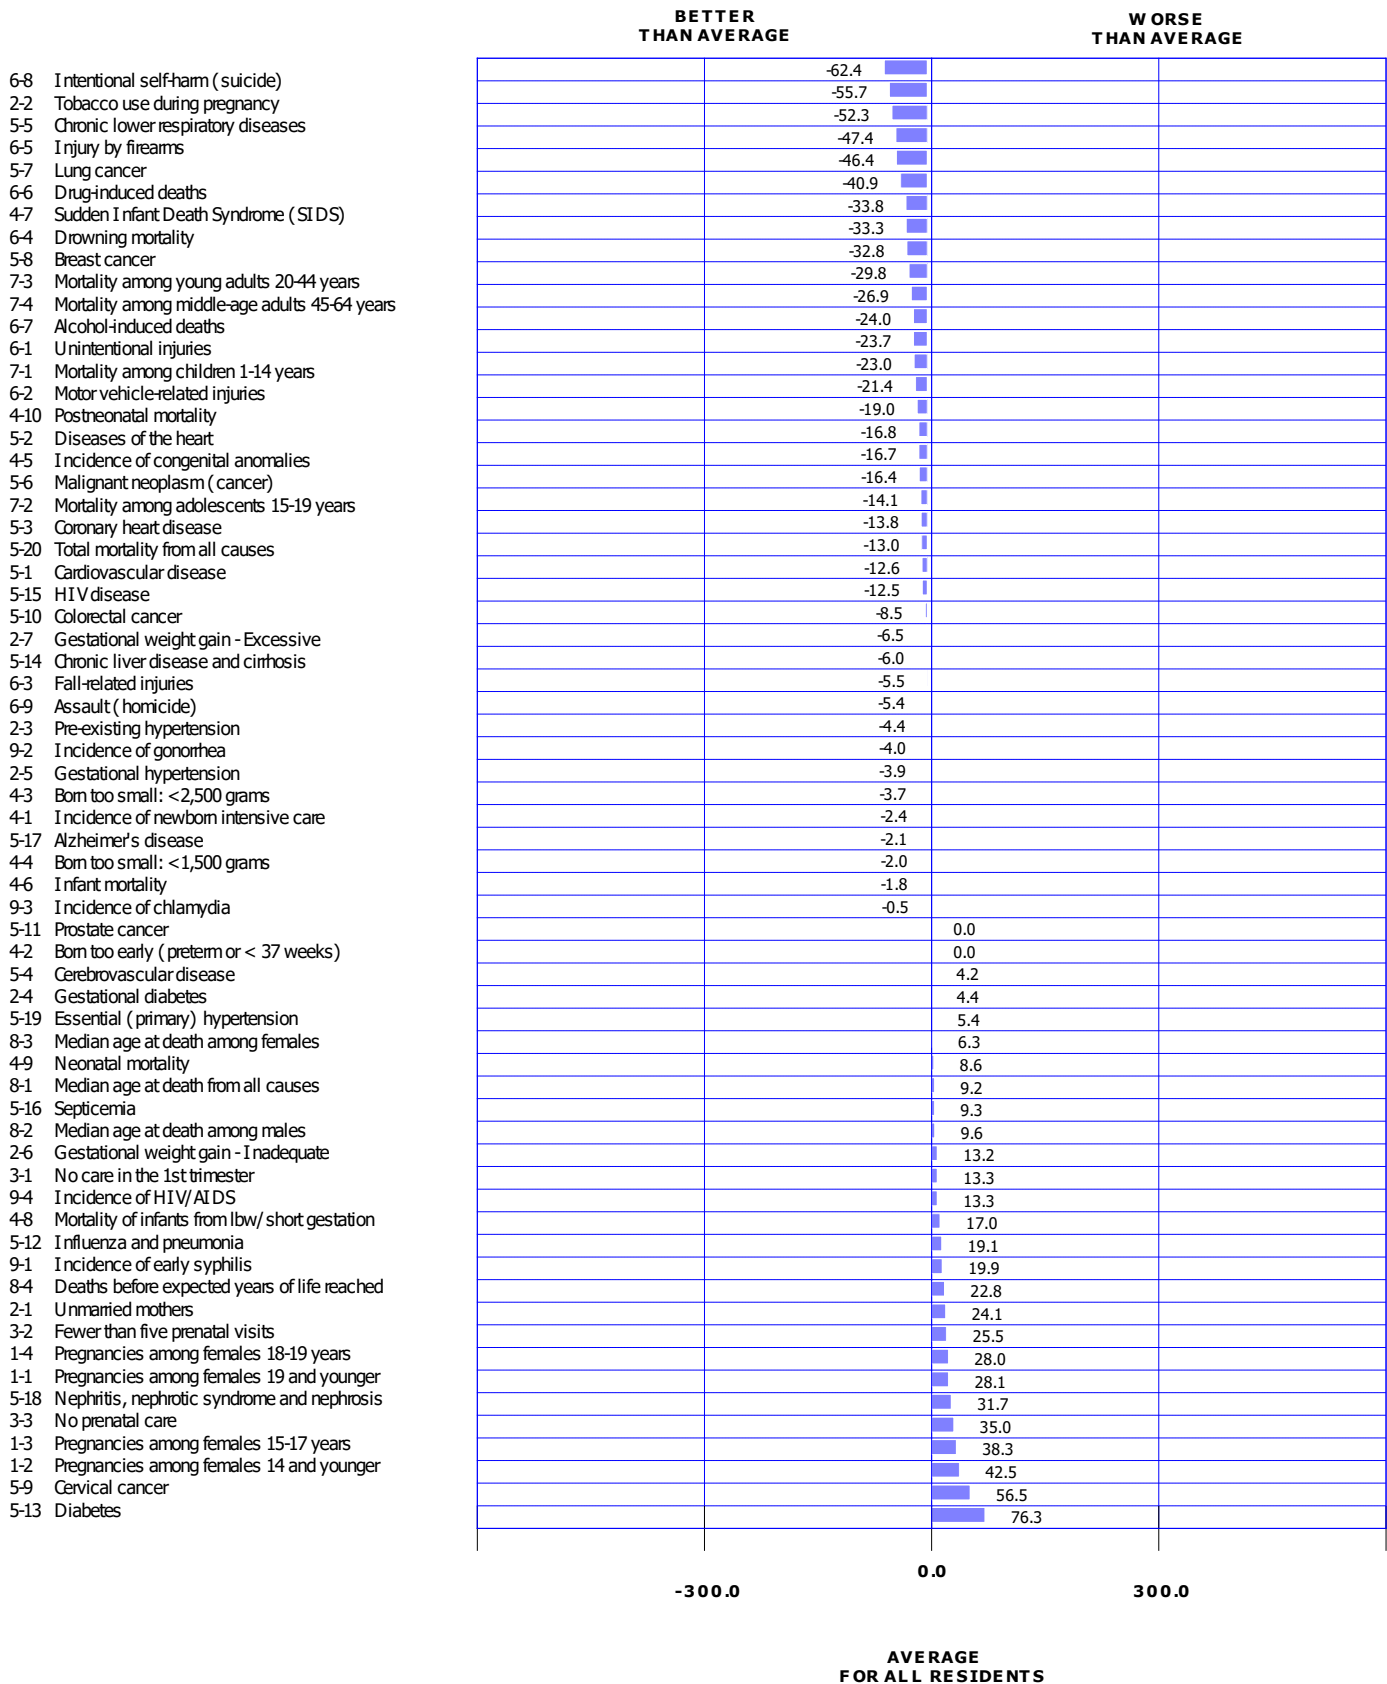 BETTER
THAN AVERAGE
WORSE
THAN AVERAGE
6-8 Intentional self-harm (suicide) -62.4
2-2 Tobacco use during pregnancy -55.7
5-5 Chronic lower respiratory diseases -52.3
6-5 Injury by firearms -47.4
5-7 Lung cancer -46.4
6-6 Drug-induced deaths -40.9
4-7 Sudden Infant Death Syndrome (SIDS) -33.8
6-4 Drowning mortality -33.3
5-8 Breast cancer -32.8
7-3 Mortality among young adults 20-44 years -29.8
7-4 Mortality among middle-age adults 45-64 years -26.9
6-7 Alcohol-induced deaths -24.0
6-1 Unintentional injuries -23.7
7-1 Mortality among children 1-14 years -23.0
6-2 Motor vehicle-related injuries -21.4
4-10 Postneonatal mortality -19.0
5-2 Diseases of the heart -16.8
4-5 Incidence of congenital anomalies -16.7
5-6 Malignant neoplasm (cancer) -16.4
7-2 Mortality among adolescents 15-19 years -14.1
5-3 Coronary heart disease -13.8
5-20 Total mortality from all causes -13.0
5-1 Cardiovascular disease -12.6
5-15 HIV disease -12.5
5-10 Colorectal cancer -8.5
2-7 Gestational weight gain - Excessive -6.5
5-14 Chronic liver disease and cirrhosis -6.0
6-3 Fall-related injuries -5.5
6-9 Assault (homicide) -5.4
2-3 Pre-existing hypertension -4.4
9-2 Incidence of gonorrhea -4.0
2-5 Gestational hypertension -3.9
4-3 Born too small: <2,500 grams -3.7
4-1 Incidence of newborn intensive care -2.4
5-17 Alzheimer's disease -2.1
4-4 Born too small: <1,500 grams -2.0
4-6 Infant mortality -1.8
9-3 Incidence of chlamydia -0.5
5-11 Prostate cancer 0.0
4-2 Born too early (preterm or < 37 weeks) 0.0
5-4 Cerebrovascular disease 4.2
2-4 Gestational diabetes 4.4
5-19 Essential (primary) hypertension 5.4
8-3 Median age at death among females 6.3
4-9 Neonatal mortality 8.6
8-1 Median age at death from all causes 9.2
5-16 Septicemia 9.3
8-2 Median age at death among males 9.6
2-6 Gestational weight gain - Inadequate 13.2
3-1 No care in the 1st trimester 13.3
9-4 Incidence of HIV/AIDS 13.3
4-8 Mortality of infants from lbw/short gestation 17.0
5-12 Influenza and pneumonia 19.1
9-1 Incidence of early syphilis 19.9
8-4 Deaths before expected years of life reached 22.8
2-1 Unmarried mothers 24.1
3-2 Fewer than five prenatal visits 25.5
1-4 Pregnancies among females 18-19 years 28.0
1-1 Pregnancies among females 19 and younger 28.1
5-18 Nephritis, nephrotic syndrome and nephrosis 31.7
3-3 No prenatal care 35.0
1-3 Pregnancies among females 15-17 years 38.3
1-2 Pregnancies among females 14 and younger 42.5
5-9 Cervical cancer 56.5
5-13 Diabetes 76.3
0.0
-300.0 300.0
AVERAGE
FOR ALL RESIDENTS